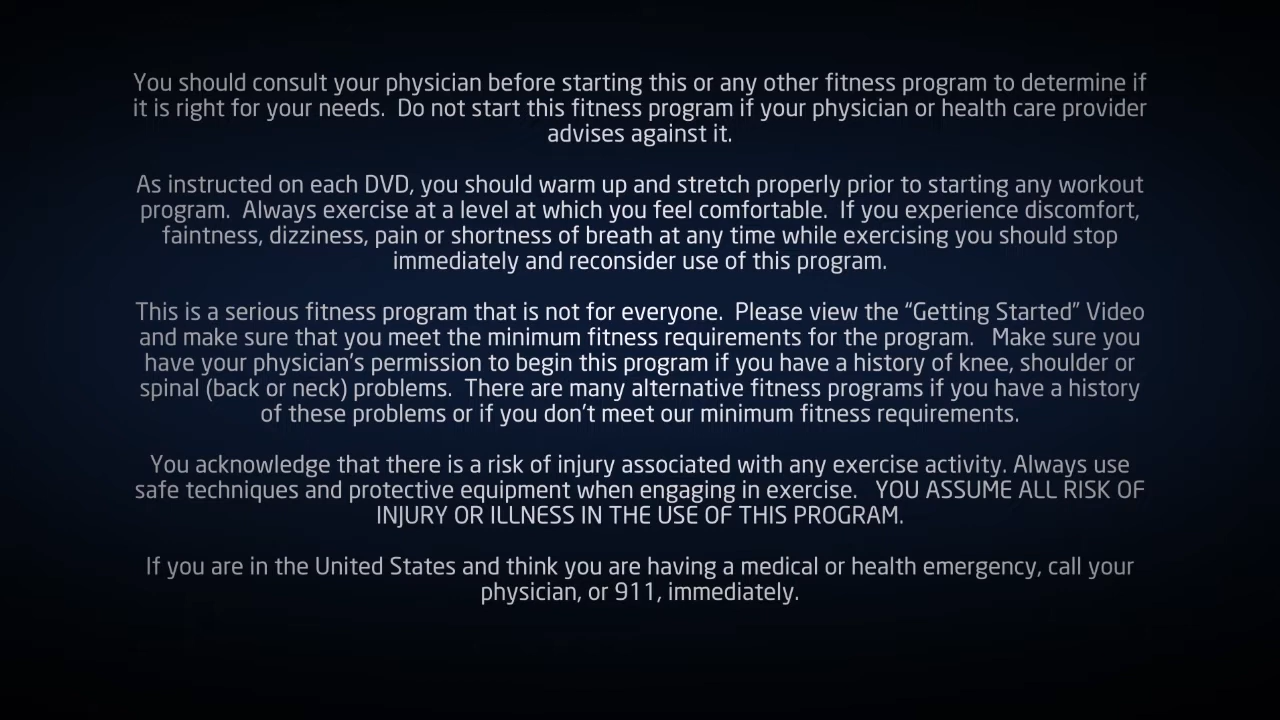 You should consult your physician before starting this or any other fitness program to determine if
it is right for your needs.  Do not start this fitness program if your physician or health care provider
advises against it.
As instructed on each DVD, you should warm up and stretch properly prior to starting any workout
program.  Always exercise at a level at which you feel comfortable.  If you experience discomfort,
faintness, dizziness, pain or shortness of breath at any time while exercising you should stop
immediately and reconsider use of this program.
This is a serious fitness program that is not for everyone.  Please view the “Getting Started” Video
and make sure that you meet the minimum fitness requirements for the program.   Make sure you
have your physician’s permission to begin this program if you have a history of knee, shoulder or
spinal (back or neck) problems.  There are many alternative fitness programs if you have a history
of these problems or if you don’t meet our minimum fitness requirements.
You acknowledge that there is a risk of injury associated with any exercise activity. Always use
safe techniques and protective equipment when engaging in exercise.   YOU ASSUME ALL RISK OF
INJURY OR ILLNESS IN THE USE OF THIS PROGRAM.
If you are in the United States and think you are having a medical or health emergency, call your
physician, or 911, immediately.